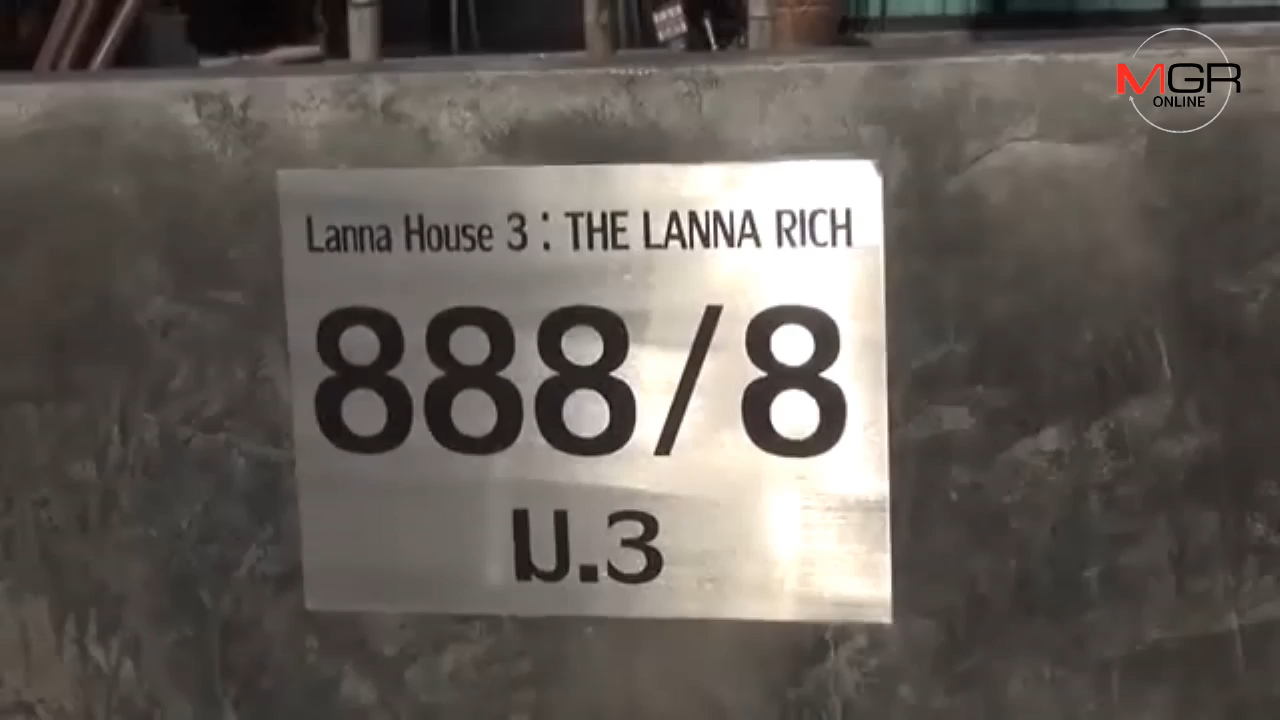 MGR
ONLINE
Lanna House 3 : THE LANNA RICH
888/8
ม.3